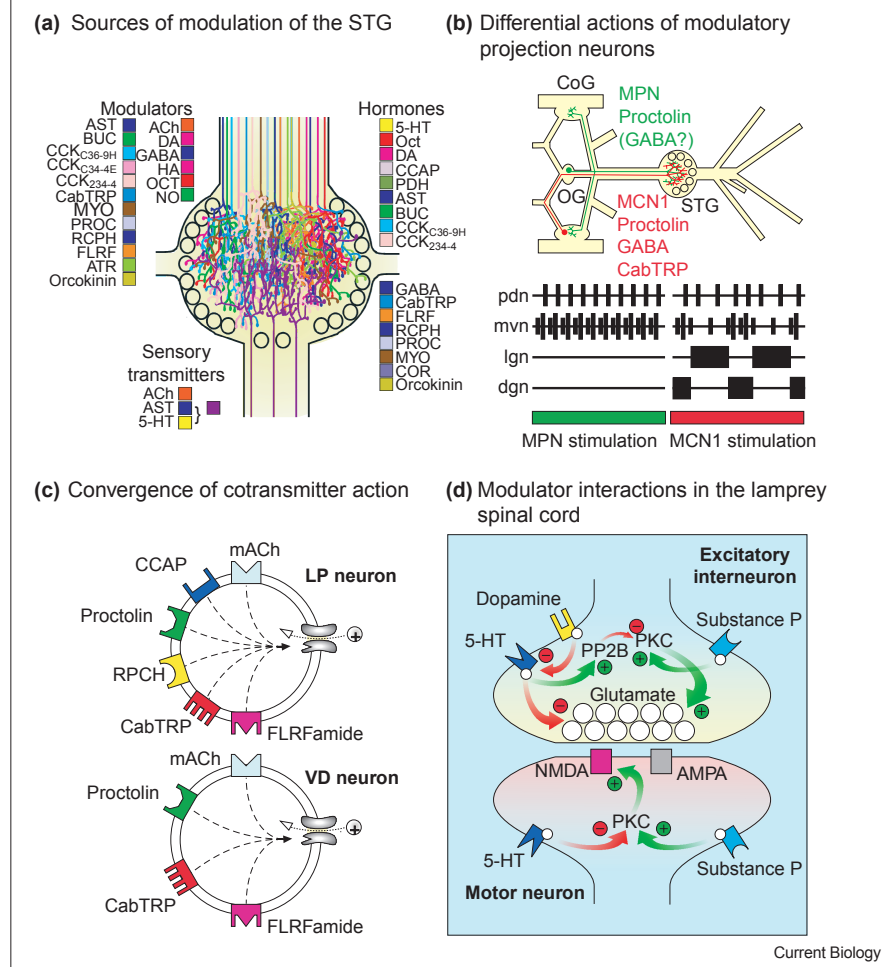 (a) Sources of modulation of the STG
Modulators
AST
BUC
CCKC36-9H
CCKC34-4E
CCK234-4
CabTRP
MYO
PROC
RCPH
FLRF
ATR
Orcokinin
ACh
DA
GABA
HA
OCT
NO
Hormones
5-HT
Oct
DA
CCAP
PDH
AST
BUC
CCKC36-9H
CCK234-4
GABA
CabTRP
FLRF
RCPH
PROC
MYO
COR
Orcokinin
Sensory
transmitters
ACh
AST
5-HT
}
(b) Differential actions of modulatory
projection neurons
CoG
MPN
Proctolin
(GABA?)
OG
STG
MCN1
Proctolin
GABA
CabTRP
pdn
mvn
lgn
dgn
MPN stimulation
MCN1 stimulation
(c) Convergence of cotransmitter action
mACh
CCAP
LP neuron
Proctolin
+
RPCH
CabTRP
FLRFamide
mACh
VD neuron
Proctolin
+
CabTRP
FLRFamide
(d) Modulator interactions in the lamprey
spinal cord
Excitatory
interneuron
Dopamine
Substance P
5-HT
–
–
PP2B
PKC
+
+
–
Glutamate
+
NMDA
AMPA
+
–
PKC
+
5-HT
Substance P
Motor neuron
Current Biology